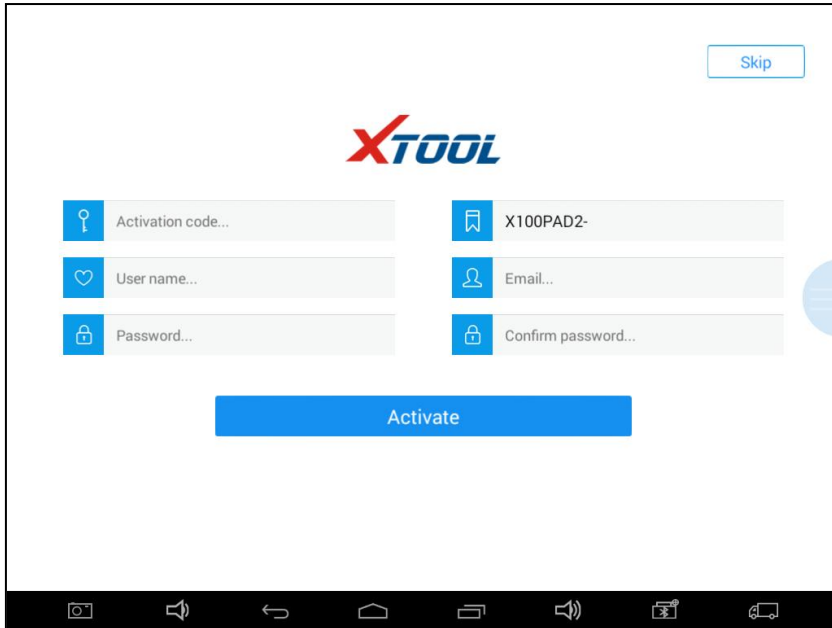 Skip
XTOOL
Activation code...
X100PAD2-
User name...
Email...
Password...
Confirm password...
Activate